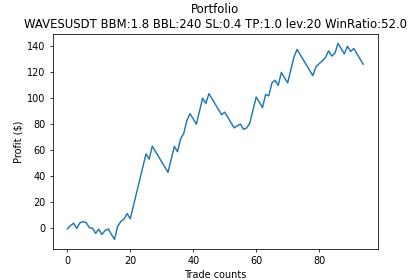 Portfolio
WAVESUSDT BBM:1.8 BBL:240 SL:0.4 TP:1.0 lev:20 WinRatio:52.0
140
120
100
80
60
40
20
0
Profit ($)
0 20 40 60 80
Trade counts